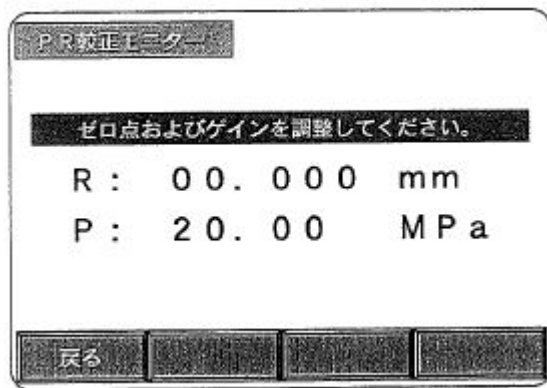 ＰＲ較正モニター
ゼロ点およびゲインを調整してください。
Ｒ： ００．０００ ｍｍ
Ｐ： ２０．００ ＭＰａ
戻る